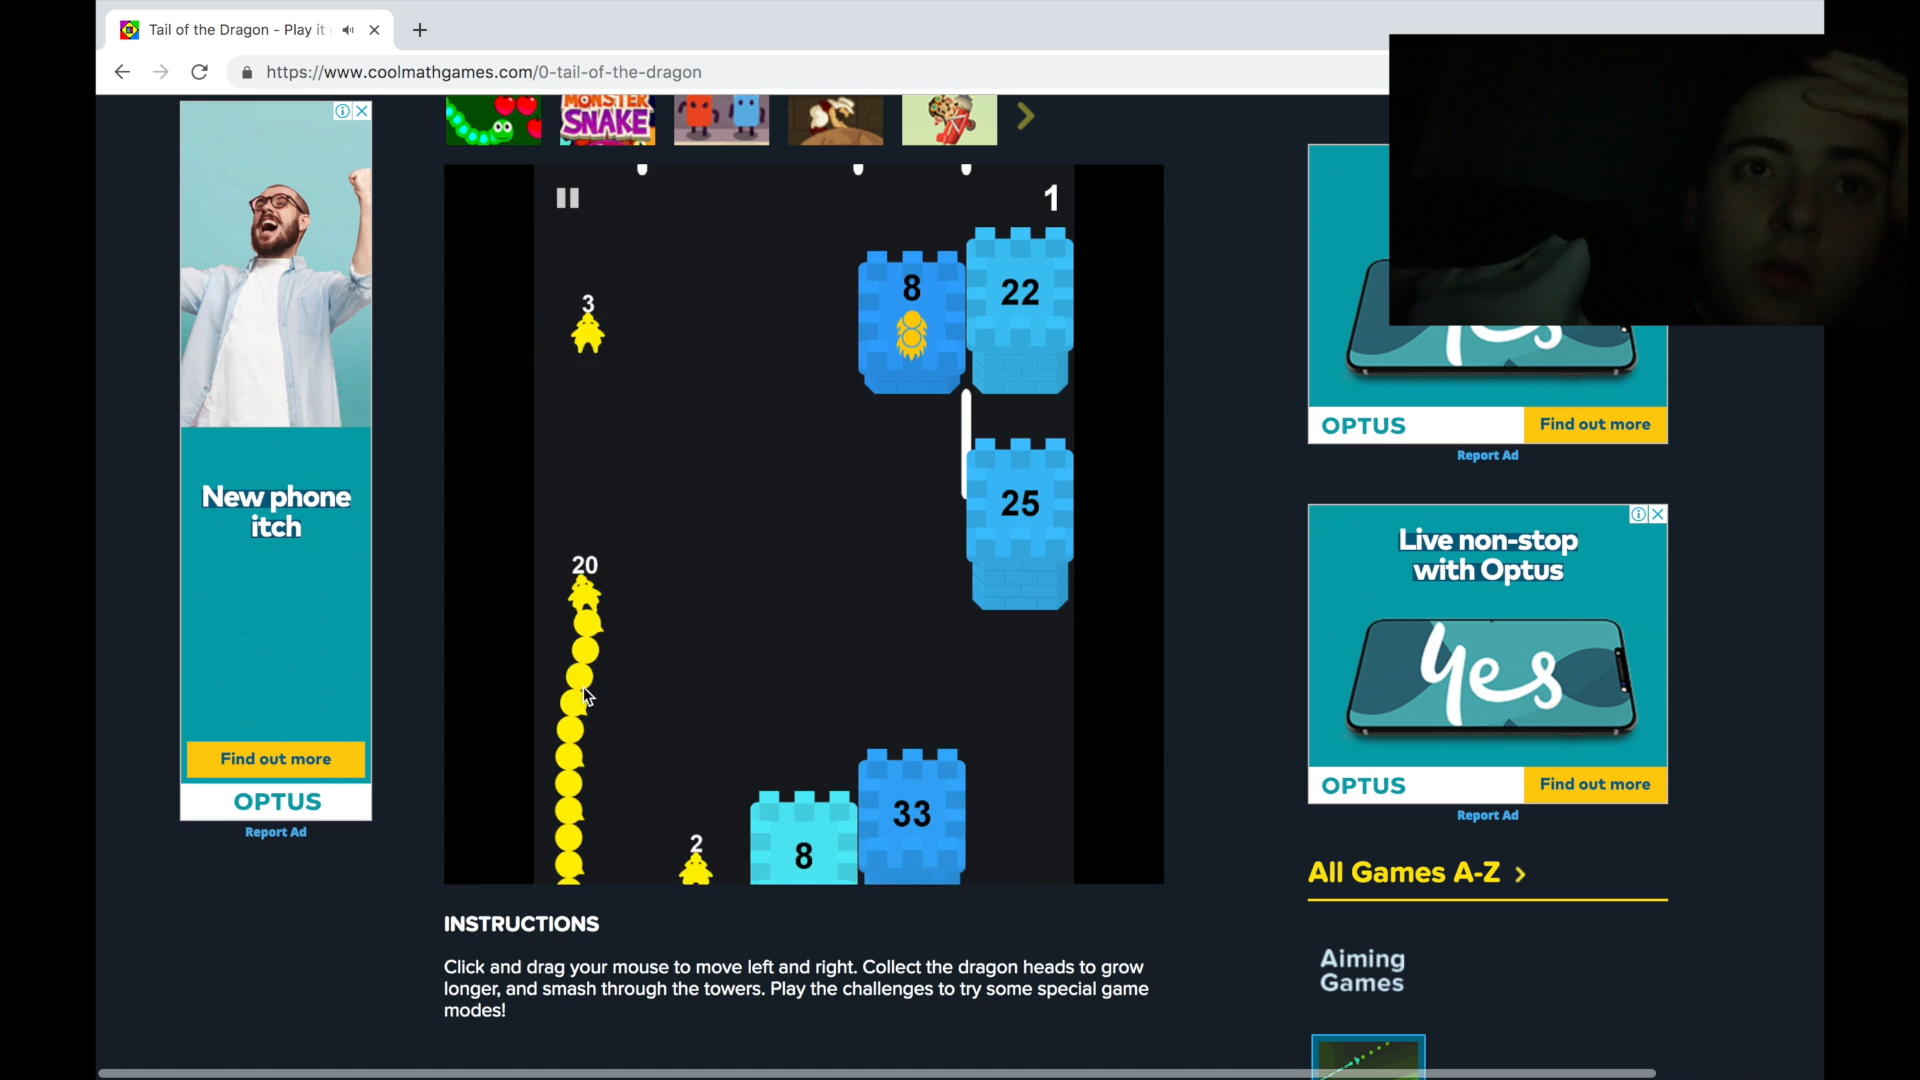 Tail of the Dragon - Play it
https://www.coolmathgames.com/0-tail-of-the-dragon
MONSTER
SNAKE
1
3
8
22
25
20
2
8
33
New phone
itch
Find out more
OPTUS
Report Ad
yes
OPTUS
Find out more
Report Ad
Live non-stop
with Optus
yes
OPTUS
Find out more
Report Ad
INSTRUCTIONS
Click and drag your mouse to move left and right. Collect the dragon heads to grow
longer, and smash through the towers. Play the challenges to try some special game
modes!
All Games A-Z
Aiming
Games